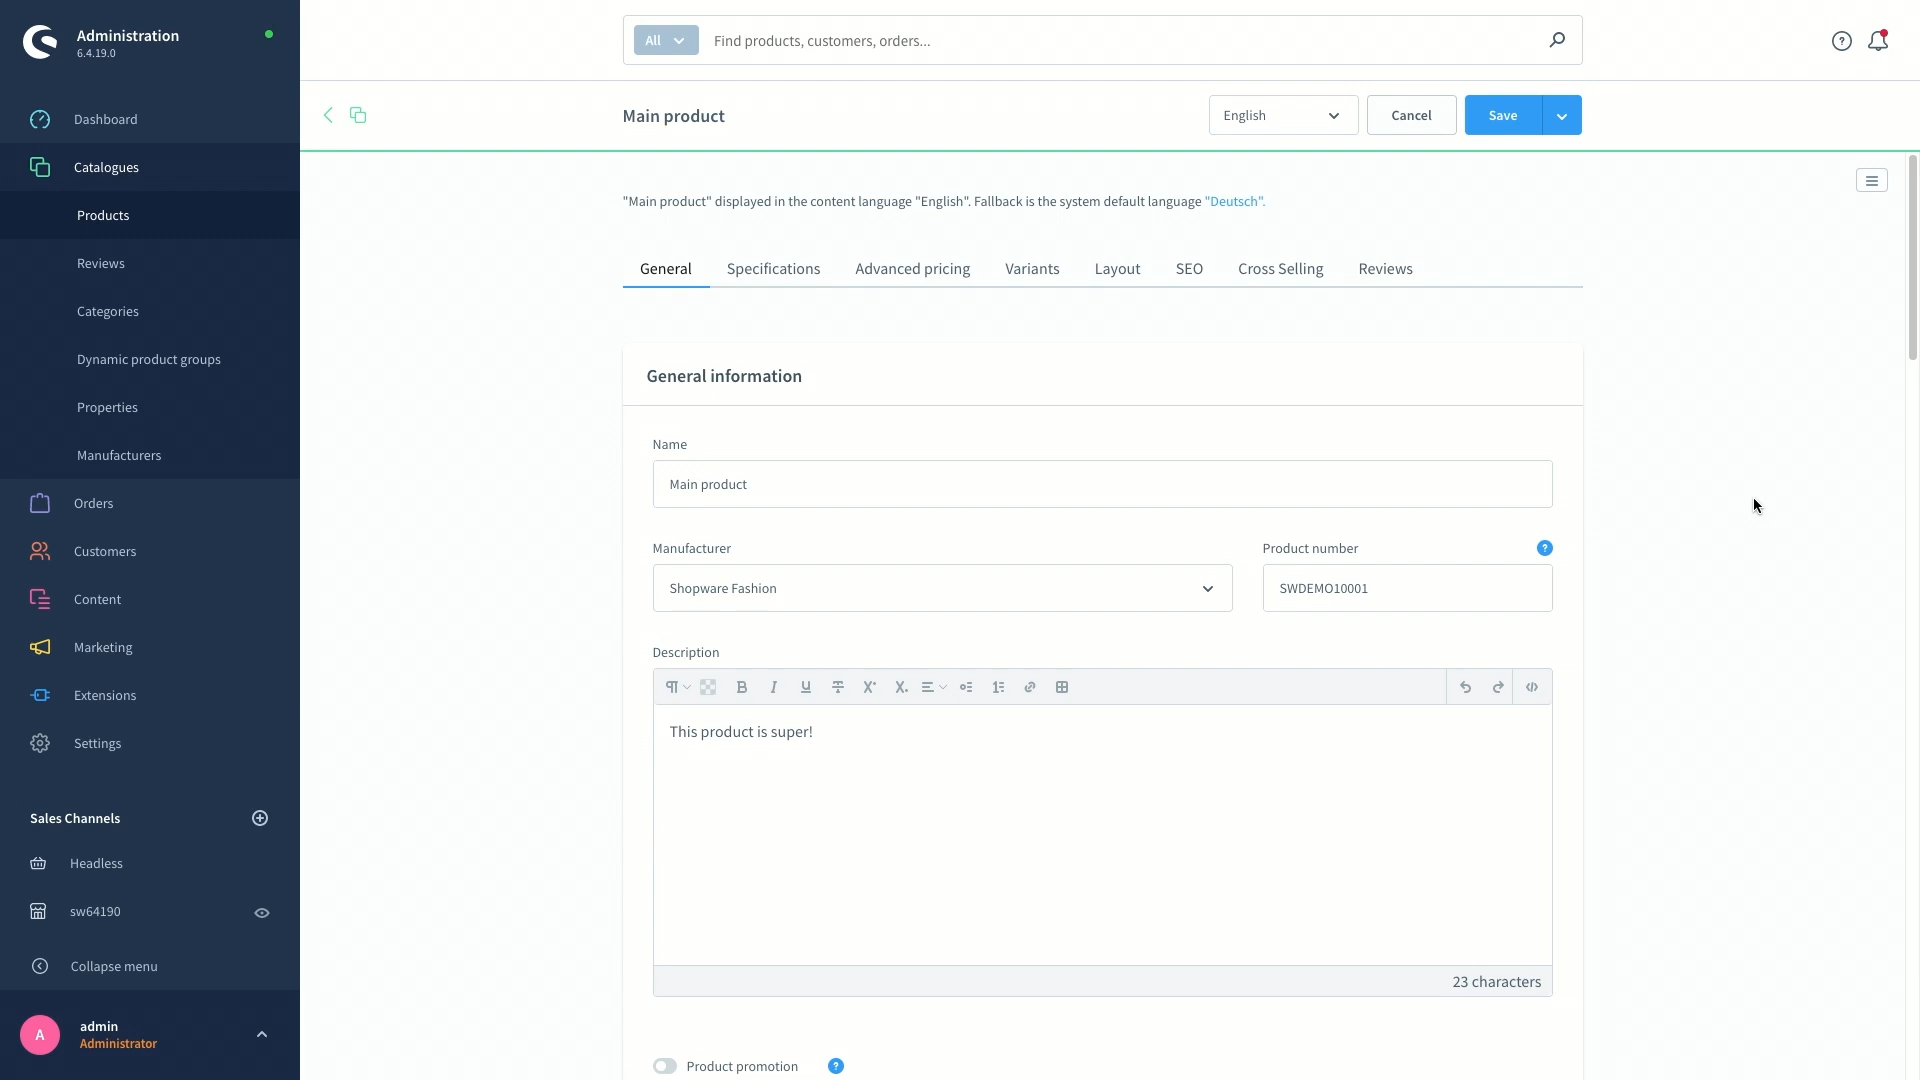 Administration
6.4.19.0
All
Find products, customers, orders...
Main product
English
Cancel
Save
Dashboard
Catalogues
Products
Reviews
Categories
Dynamic product groups
Properties
Manufacturers
Orders
Customers
Content
Marketing
Extensions
Settings
Sales Channels
Headless
sw64190
Collapse menu
A
admin
Administrator
"Main product" displayed in the content language "English". Fallback is the system default language "Deutsch".
General Specifications Advanced pricing Variants Layout SEO Cross Selling Reviews
General information
Name
Main product
Manufacturer
Shopware Fashion
Product number
SWDEMO10001
Description
This product is super!
23 characters
Product promotion